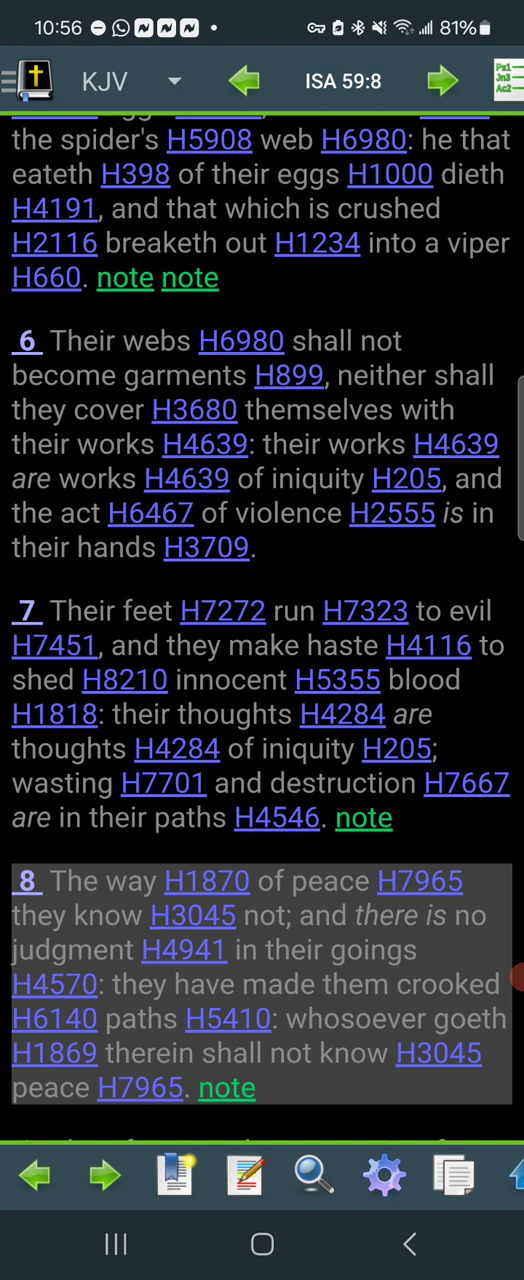 10:56 81%
KJV ISA 59:8 Pa1
Jn3
Ac2
the spider's H5908 web H6980: he that
eateth H398 of their eggs H1000 dieth
H4191, and that which is crushed
H2116 breaketh out H1234 into a viper
H660. note note
6 Their webs H6980 shall not
become garments H899, neither shall
they cover H3680 themselves with
their works H4639: their works H4639
are works H4639 of iniquity H205, and
the act H6467 of violence H2555 is in
their hands H3709.
7 Their feet H7272 run H7323 to evil
H7451, and they make haste H4116 to
shed H8210 innocent H5355 blood
H1818: their thoughts H4284 are
thoughts H4284 of iniquity H205;
wasting H7701 and destruction H7667
are in their paths H4546. note
8 The way H1870 of peace H7965
they know H3045 not; and there is no
judgment H4941 in their goings
H4570: they have made them crooked
H6140 paths H5410: whosoever goeth
H1869 therein shall not know H3045
peace H7965. note